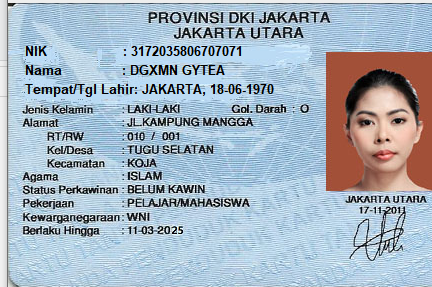 PROVINSI DKI JAKARTA
JAKARTA UTARA
NIK : 3172035806707071
Nama : DGXMN GYTEA
Tempat/Tgl Lahir: JAKARTA, 18-06-1970
Jenis Kelamin : LAKI-LAKI Gol. Darah : O
Alamat : JL.KAMPUNG MANGGA
RT/RW : 010 / 001
Kel/Desa : TUGU SELATAN
Kecamatan : KOJA
Agama : ISLAM
Status Perkawinan : BELUM KAWIN
Pekerjaan : PELAJAR/MAHASISWA
Kewarganegaraan : WNI
Berlaku Hingga : 11-03-2025
JAKARTA UTARA
17-11-2011